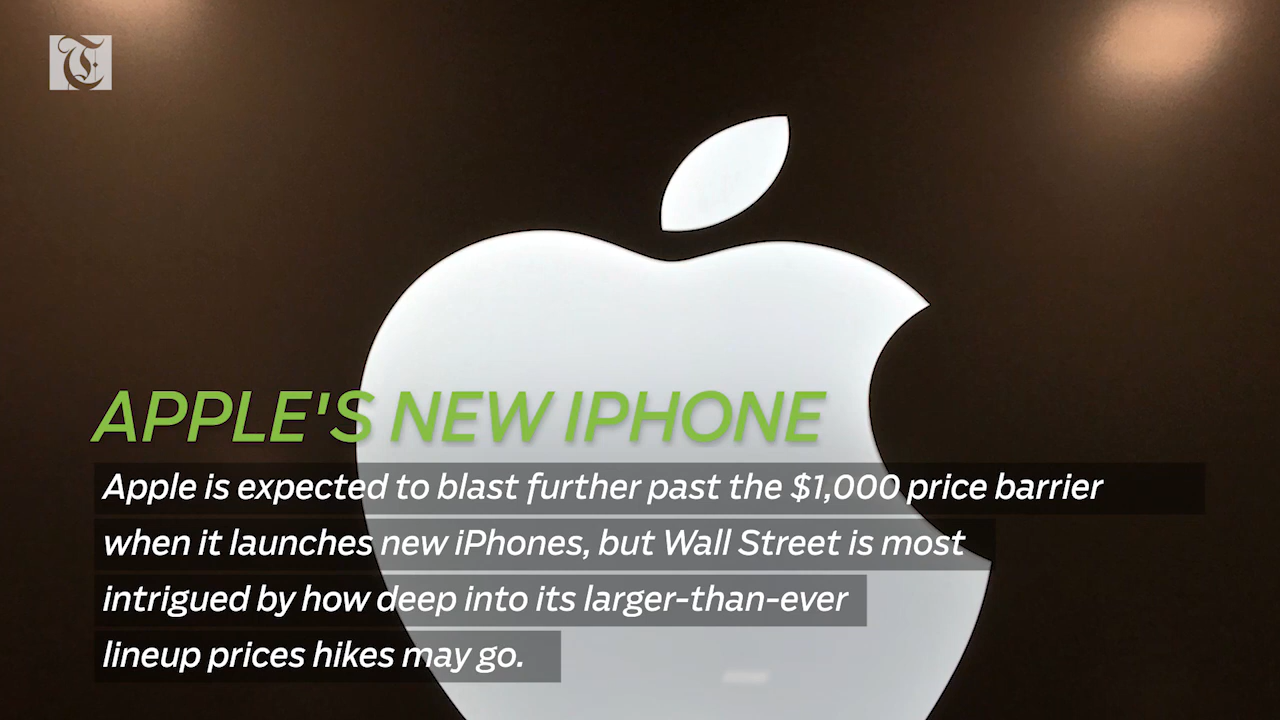 T
APPLE'S NEW IPHONE
Apple is expected to blast further past the $1,000 price barrier
when it launches new iPhones, but Wall Street is most
intrigued by how deep into its larger-than-ever
lineup prices hikes may go.